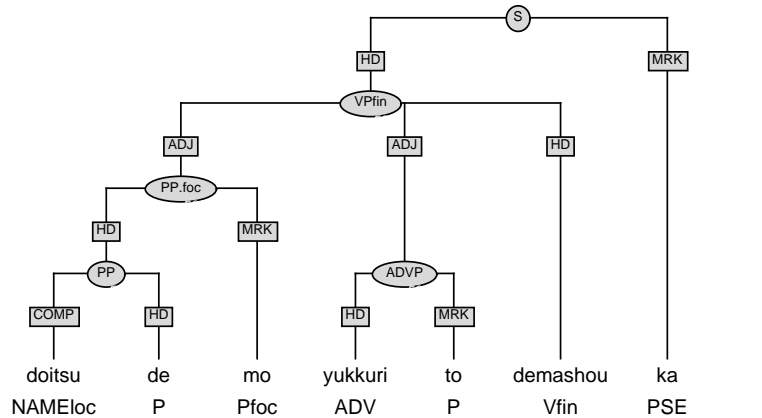 S
HD MRK
VPfin
ADJ ADJ HD
PP.foc
HD MRK
PP ADVP
COMP HD HD MRK
doitsu de mo yukkuri to demashou ka
NAMEloc P Pfoc ADV P Vfin PSE